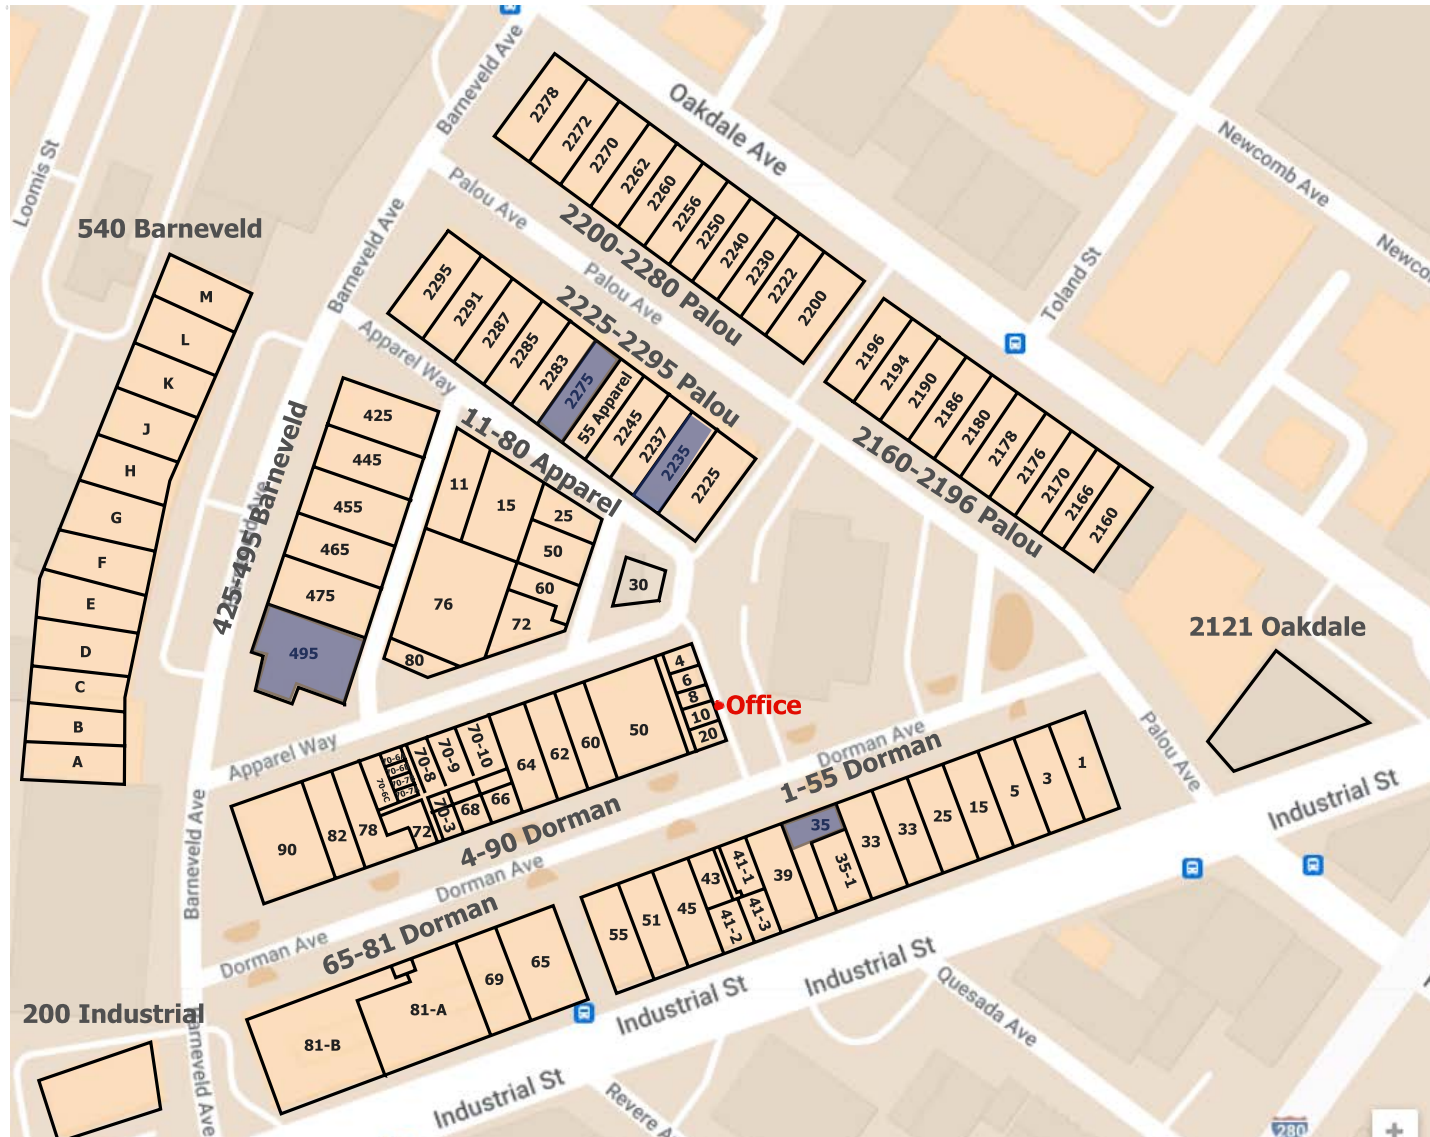 Barneveld Ave
Oakdale Ave
Newcomb Ave
Newco
Loomis St
Toland St
Palou Ave
540 Barneveld
Barneveld Ave
M
L
K
J
H
G
F
E
D
C
B
A
2278
2272
2270
2262
2260
2256
2250
2240
2230
2222
2200
2200-2280 Palou
Palou Ave
2295
2291
2287
2285
2283
2275
55 Apparel
2245
2237
2235
2225
2225-2295 Palou
2196
2194
2190
2186
2180
2178
2176
2170
2166
2160
2160-2196 Palou
Apparel Way
425
445
455
465
475
495
425-495 Barneveld
11-80 Apparel
11
15
25
50
60
72
76
80
30
2121 Oakdale
Palou Ave
Apparel Way
4
6
8
10
20
Office
50
60
62
64
66
68
70-10
70-9
70-8
70-3
70-6C
72
78
82
90
4-90 Dorman
Dorman Ave
Dorman Ave
Dorman Ave
1-55 Dorman
1
3
5
15
25
33
33
35
35-1
39
41-1
41-3
41-2
43
45
51
55
65-81 Dorman
65
69
81-A
81-B
200 Industrial
Barneveld Ave
Barneveld Ave
Industrial St
Industrial St
Industrial St
Industrial St
Quesada Ave
Revere A
280
+